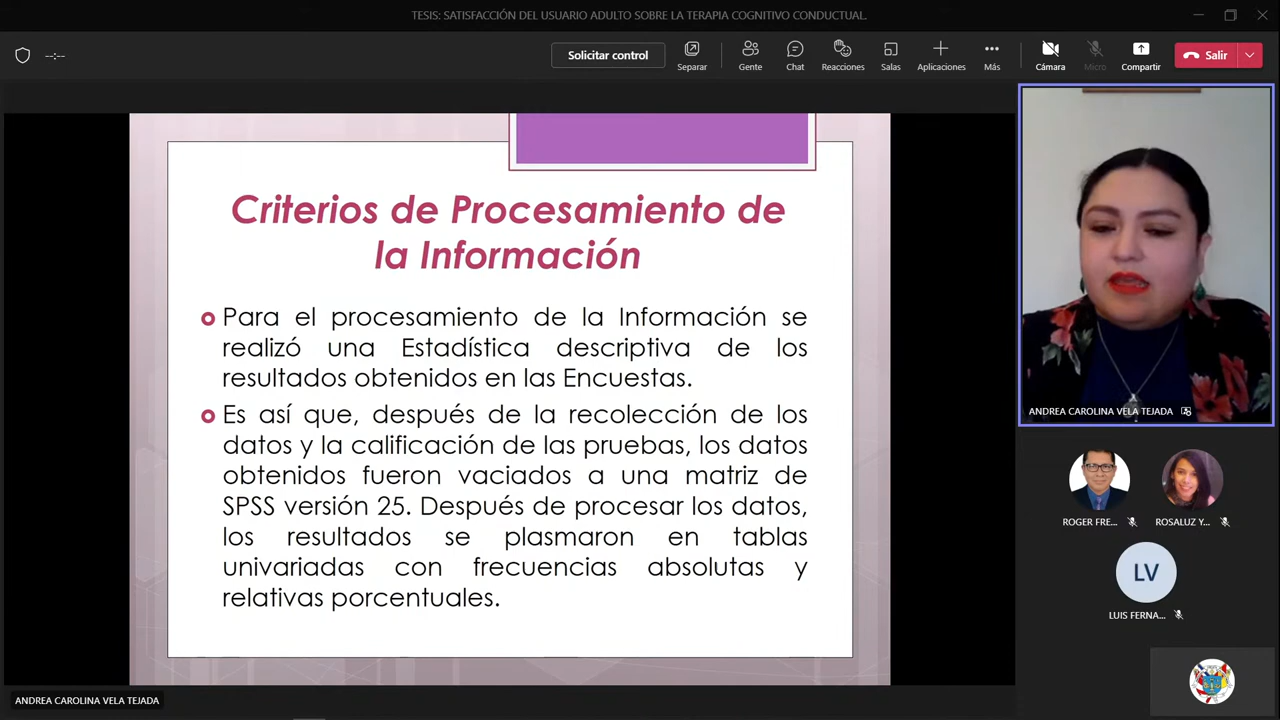 TESIS: SATISFACCIÓN DEL USUARIO ADULTO SOBRE LA TERAPIA COGNITIVO CONDUCTUAL.
--:--
Solicitar control
Separar
Gente
Chat
Reacciones
Salas
Aplicaciones
Más
Cámara
Micro
Compartir
Salir
Criterios de Procesamiento de
la Información
Para el procesamiento de la Información se
realizó una Estadística descriptiva de los
resultados obtenidos en las Encuestas.
Es así que, después de la recolección de los
datos y la calificación de las pruebas, los datos
obtenidos fueron vaciados a una matriz de
SPSS versión 25. Después de procesar los datos,
los resultados se plasmaron en tablas
univariadas con frecuencias absolutas y
relativas porcentuales.
ANDREA CAROLINA VELA TEJADA
ROGER FRE...
ROSALUZ Y...
LV
LUIS FERNA...
ANDREA CAROLINA VELA TEJADA